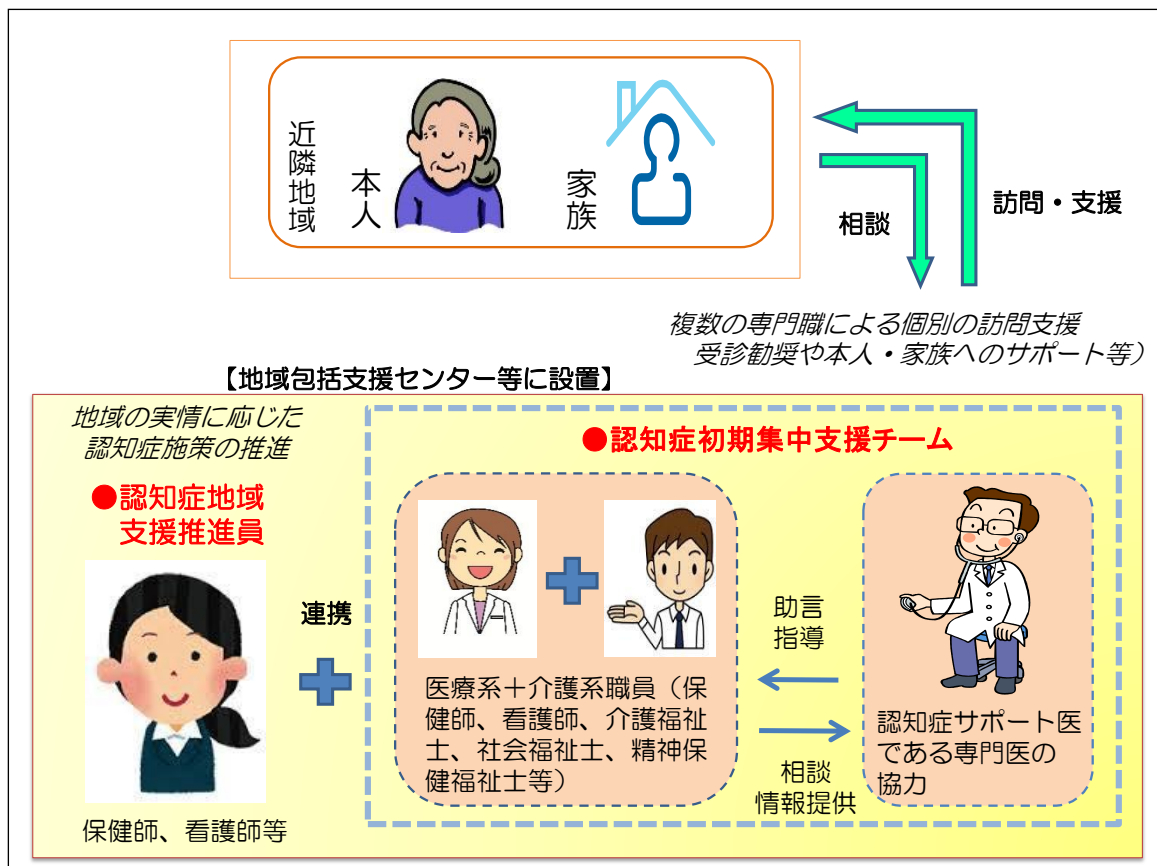 近隣地域
本人
家族
相談
訪問・支援
複数の専門職による個別の訪問支援
受診勧奨や本人・家族へのサポート等）
【地域包括支援センター等に設置】
地域の実情に応じた
認知症施策の推進
●認知症地域
支援推進員
保健師、看護師等
連携
●認知症初期集中支援チーム
医療系＋介護系職員（保
健師、看護師、介護福祉
士、社会福祉士、精神保
健福祉士等）
助言
指導
相談
情報提供
認知症サポート医
である専門医の
協力